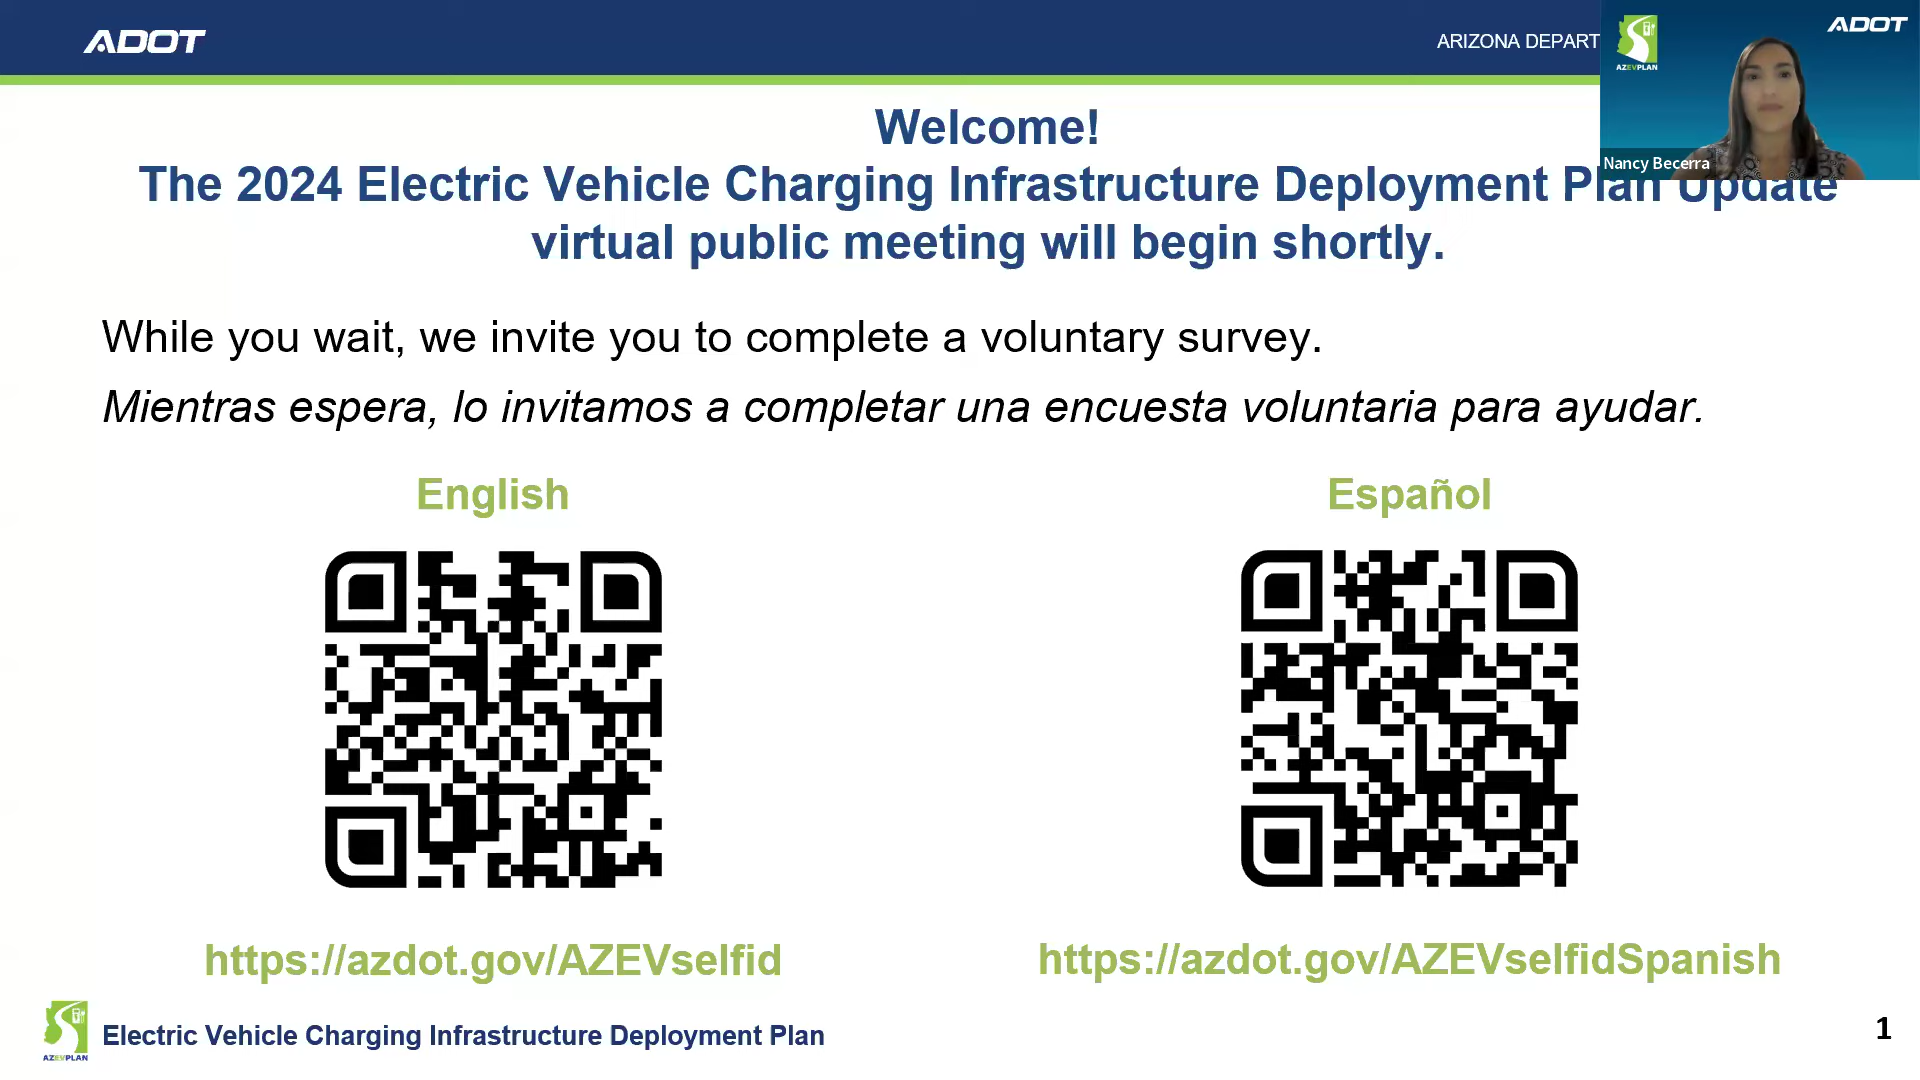 ADOT
ARIZONA DEPART
AZEVPLAN
ADOT
Nancy Becerra
Welcome!
The 2024 Electric Vehicle Charging Infrastructure Deployment Plan Update
virtual public meeting will begin shortly.
While you wait, we invite you to complete a voluntary survey.
Mientras espera, lo invitamos a completar una encuesta voluntaria para ayudar.
English
Español
https://azdot.gov/AZEVselfid
https://azdot.gov/AZEVselfidSpanish
AZEVPLAN
Electric Vehicle Charging Infrastructure Deployment Plan
1